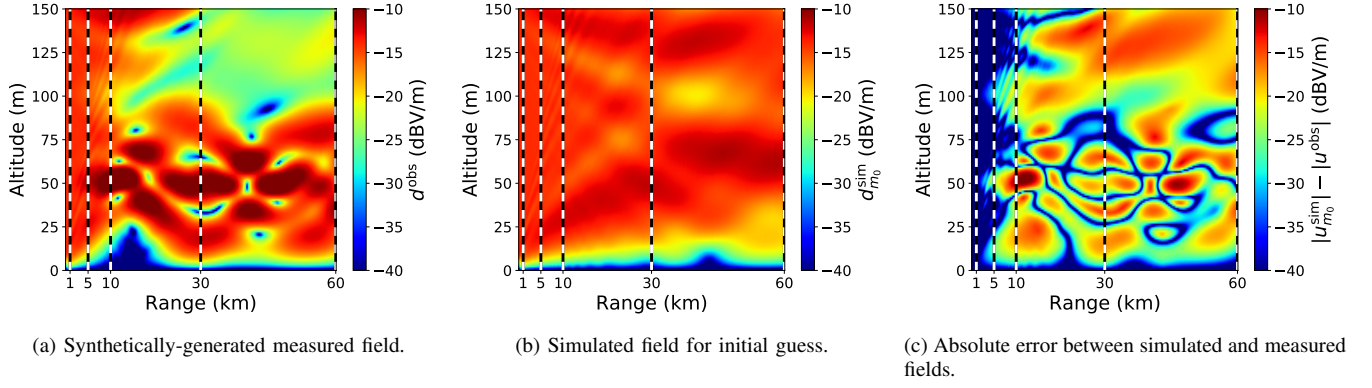 150
125
100
75
50
25
0
Altitude (m)
1 5 10 30 60
Range (km)
−10
−15
−20
−25
−30
−35
−40
d^obs (dBV/m)
(a) Synthetically-generated measured field.
150
125
100
75
50
25
0
Altitude (m)
1 5 10 30 60
Range (km)
−10
−15
−20
−25
−30
−35
−40
d^sim_m₀ (dBV/m)
(b) Simulated field for initial guess.
150
125
100
75
50
25
0
Altitude (m)
1 5 10 30 60
Range (km)
−10
−15
−20
−25
−30
−35
−40
|u^sim_m₀| − |u^obs| (dBV/m)
(c) Absolute error between simulated and measured
fields.